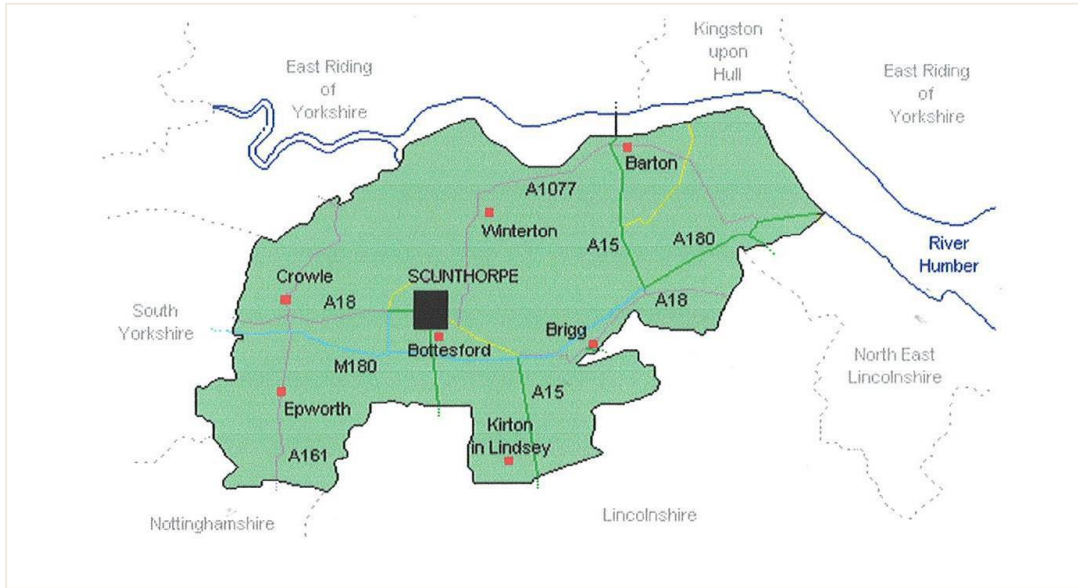 Kingston
upon
Hull
East Riding
of
Yorkshire
East Riding
of
Yorkshire
Barton
A1077
Winterton
A15
A180
River
Humber
Crowle
SCUNTHORPE
A18
A18
South
Yorkshire
Brigg
Bottesford
M180
North East
Lincolnshire
A15
Epworth
Kirton
in Lindsey
A161
Nottinghamshire
Lincolnshire